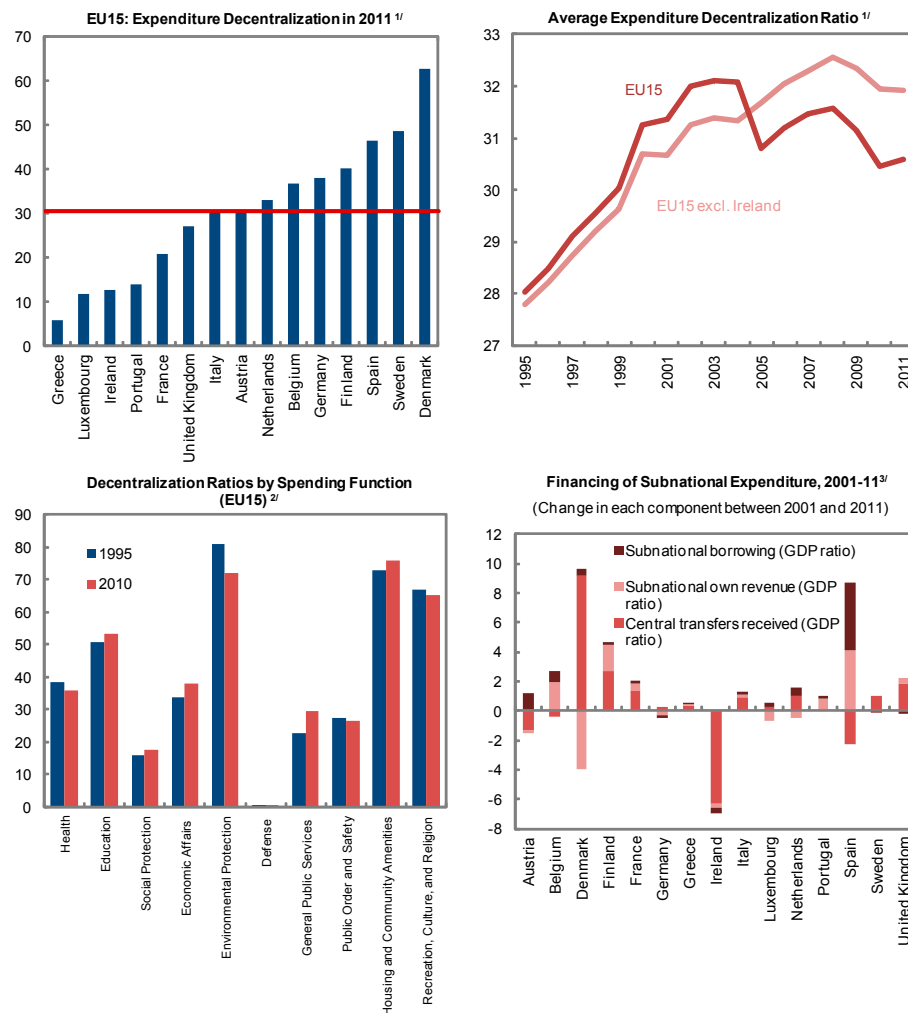 EU15: Expenditure Decentralization in 2011 1/
70
60
50
40
30
20
10
0
Greece
Luxembourg
Ireland
Portugal
France
United Kingdom
Italy
Austria
Netherlands
Belgium
Germany
Finland
Spain
Sweden
Denmark
Average Expenditure Decentralization Ratio 1/
33
32
31
30
29
28
27
EU15
EU15 excl. Ireland
1995
1997
1999
2001
2003
2005
2007
2009
2011
Decentralization Ratios by Spending Function
(EU15) 2/
90
80
70
60
50
40
30
20
10
0
1995
2010
Health
Education
Social Protection
Economic Affairs
Environmental Protection
Defense
General Public Services
Public Order and Safety
Housing and Community Amenities
Recreation, Culture, and Religion
Financing of Subnational Expenditure, 2001-11 3/
(Change in each component between 2001 and 2011)
12
10
8
6
4
2
0
-2
-4
-6
-8
Subnational borrowing (GDP ratio)
Subnational own revenue (GDP
ratio)
Central transfers received (GDP
ratio)
Austria
Belgium
Denmark
Finland
France
Germany
Greece
Ireland
Italy
Luxembourg
Netherlands
Portugal
Spain
Sweden
United Kingdom